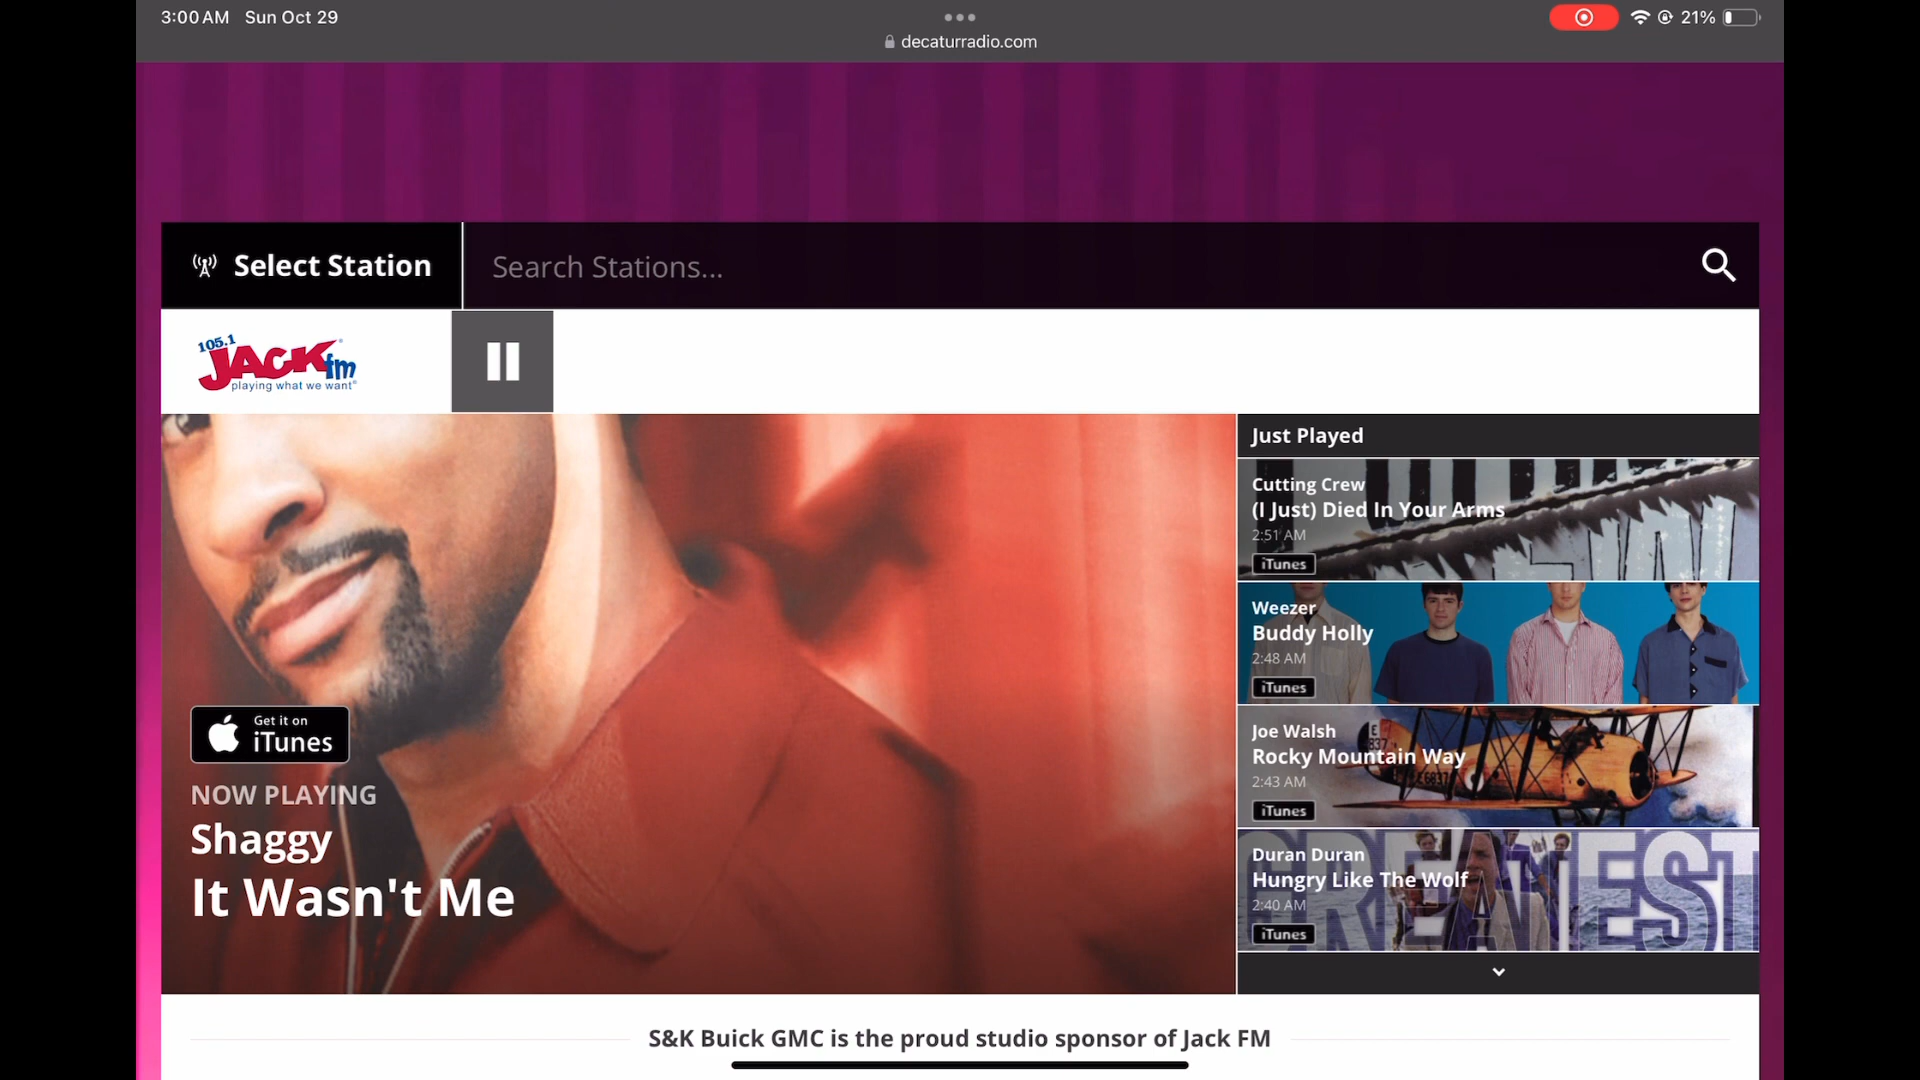 3:00 AM Sun Oct 29
21%
decaturradio.com
Select Station
Search Stations...
105.1
JACK fm
playing what we want
Just Played
Cutting Crew
(I Just) Died In Your Arms
2:51 AM
iTunes
Weezer
Buddy Holly
2:48 AM
iTunes
Joe Walsh
Rocky Mountain Way
2:43 AM
iTunes
Duran Duran
Hungry Like The Wolf
2:40 AM
iTunes
GREATEST
Get it on
iTunes
NOW PLAYING
Shaggy
It Wasn't Me
S&K Buick GMC is the proud studio sponsor of Jack FM